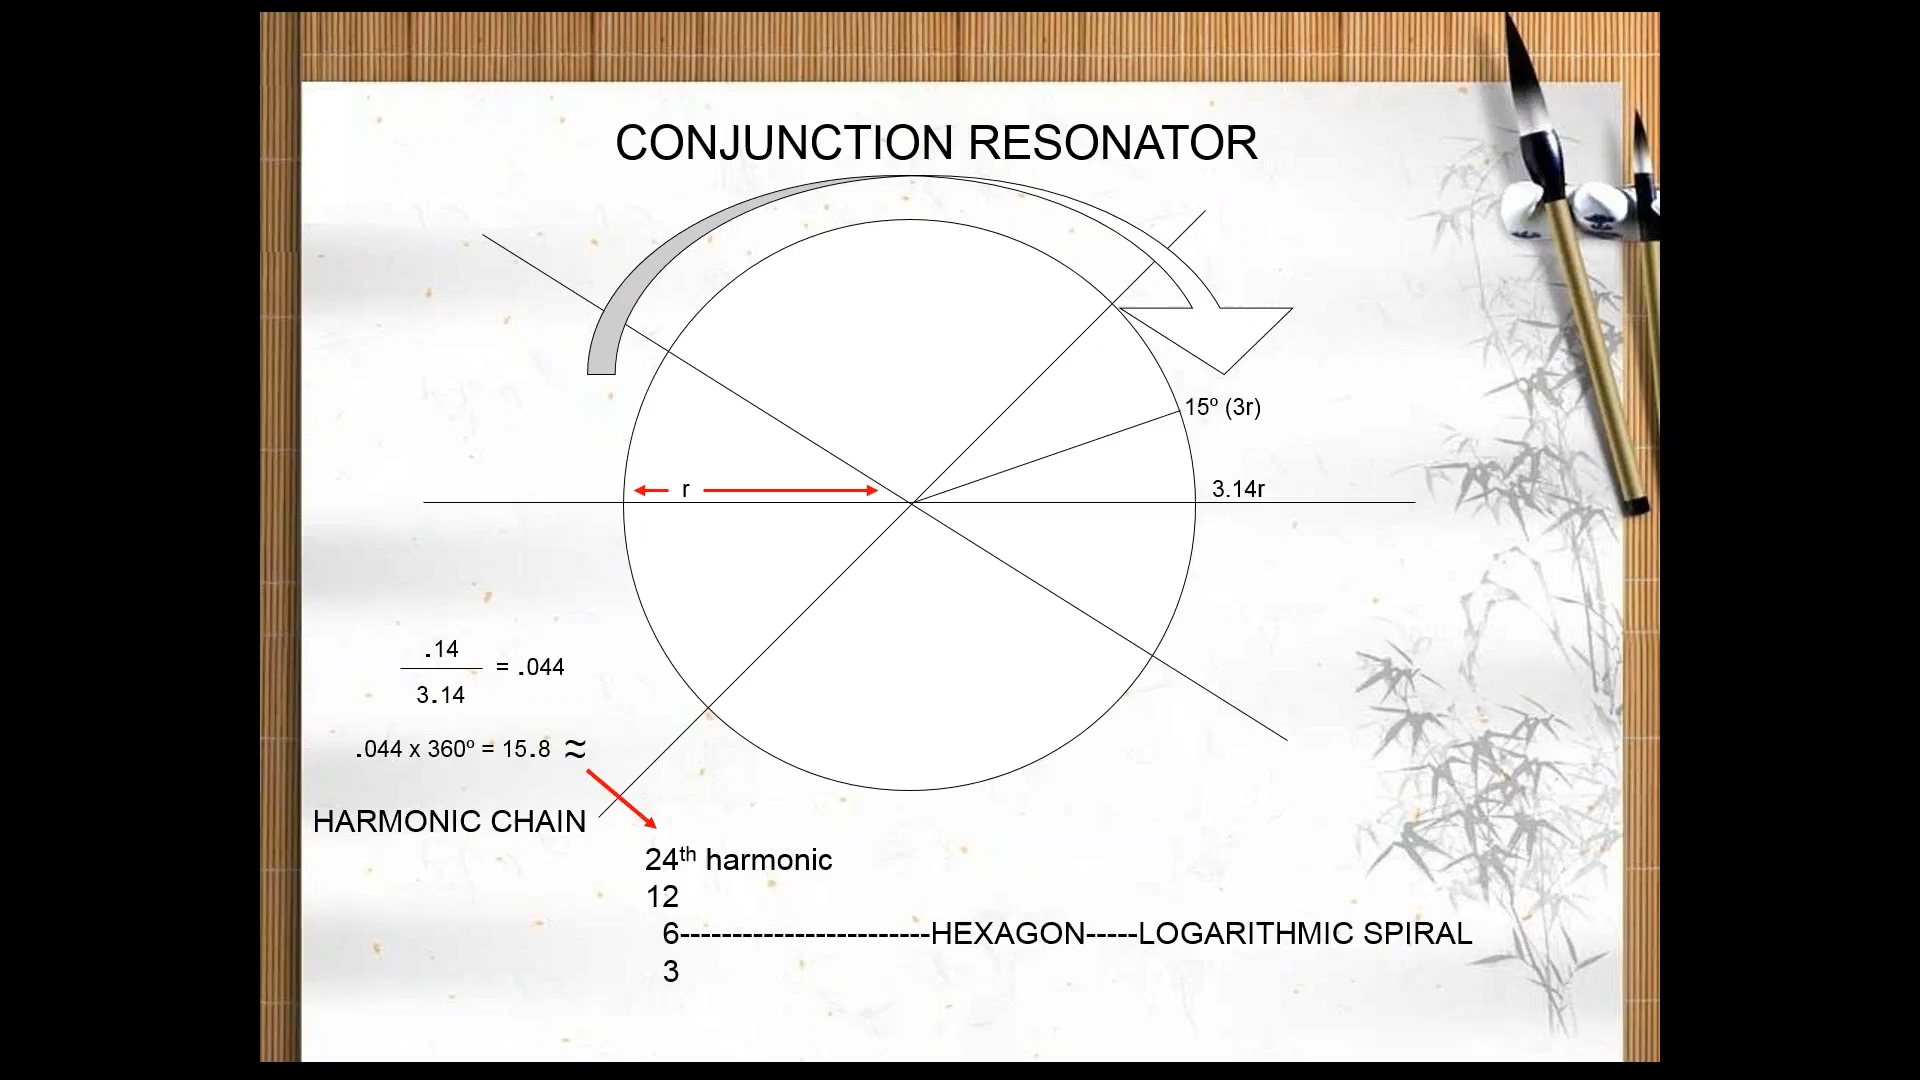 CONJUNCTION RESONATOR
15º (3r)
r
3.14r
.14
3.14
= .044
.044 x 360º = 15.8 ≈
HARMONIC CHAIN
24th harmonic
12
6------------------------HEXAGON-----LOGARITHMIC SPIRAL
3